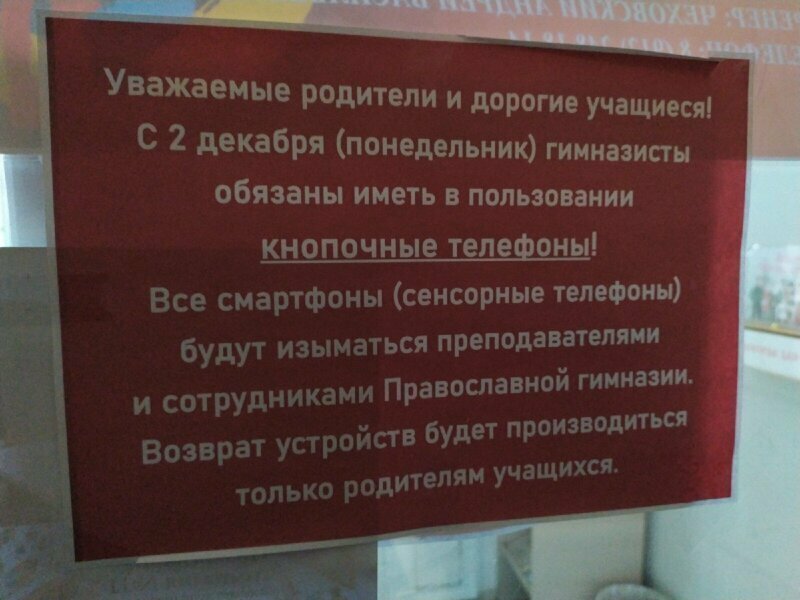 Уважаемые родители и дорогие учащиеся!
С 2 декабря (понедельник) гимназисты
обязаны иметь в пользовании
кнопочные телефоны!
Все смартфоны (сенсорные телефоны)
будут изыматься преподавателями
и сотрудниками Православной гимназии.
Возврат устройств будет производиться
только родителям учащихся.